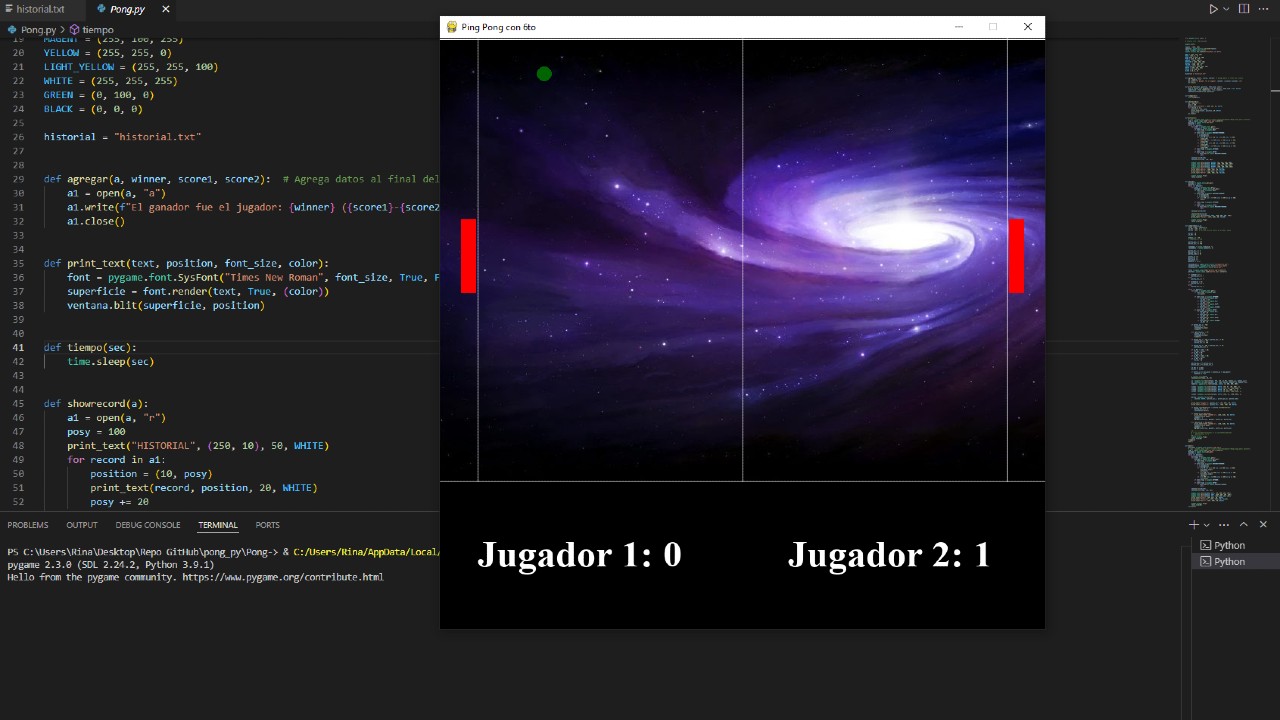 historial.txt
Pong.py
Pong.py > tiempo
20 YELLOW = (255, 255, 0)
21 LIGHT_YELLOW = (255, 255, 100)
22 WHITE = (255, 255, 255)
23 GREEN = (0, 100, 0)
24 BLACK = (0, 0, 0)
25
26 historial = "historial.txt"
27
28
29 def agregar(a, winner, score1, score2):  # Agrega datos al final del
30     a1 = open(a, "a")
31     a1.write(f"El ganador fue el jugador: {winner} ({score1}-{score2
32     a1.close()
33
34
35 def print_text(text, position, font_size, color):
36     font = pygame.font.SysFont("Times New Roman", font_size, True, F
37     superficie = font.render(text, True, (color))
38     ventana.blit(superficie, position)
39
40
41 def tiempo(sec):
42     time.sleep(sec)
43
44
45 def showrecord(a):
46     a1 = open(a, "r")
47     posy = 100
48     print_text("HISTORIAL", (250, 10), 50, WHITE)
49     for record in a1:
50         position = (10, posy)
51         print_text(record, position, 20, WHITE)
52         posy += 20
PROBLEMS OUTPUT DEBUG CONSOLE TERMINAL PORTS
PS C:\Users\Rina\Desktop\Repo GitHub\pong_py\Pong-> & C:/Users/Rina/AppData/Local/
pygame 2.3.0 (SDL 2.24.2, Python 3.9.1)
Hello from the pygame community. https://www.pygame.org/contribute.html
Python
Python
Ping Pong con 6to
Jugador 1: 0
Jugador 2: 1